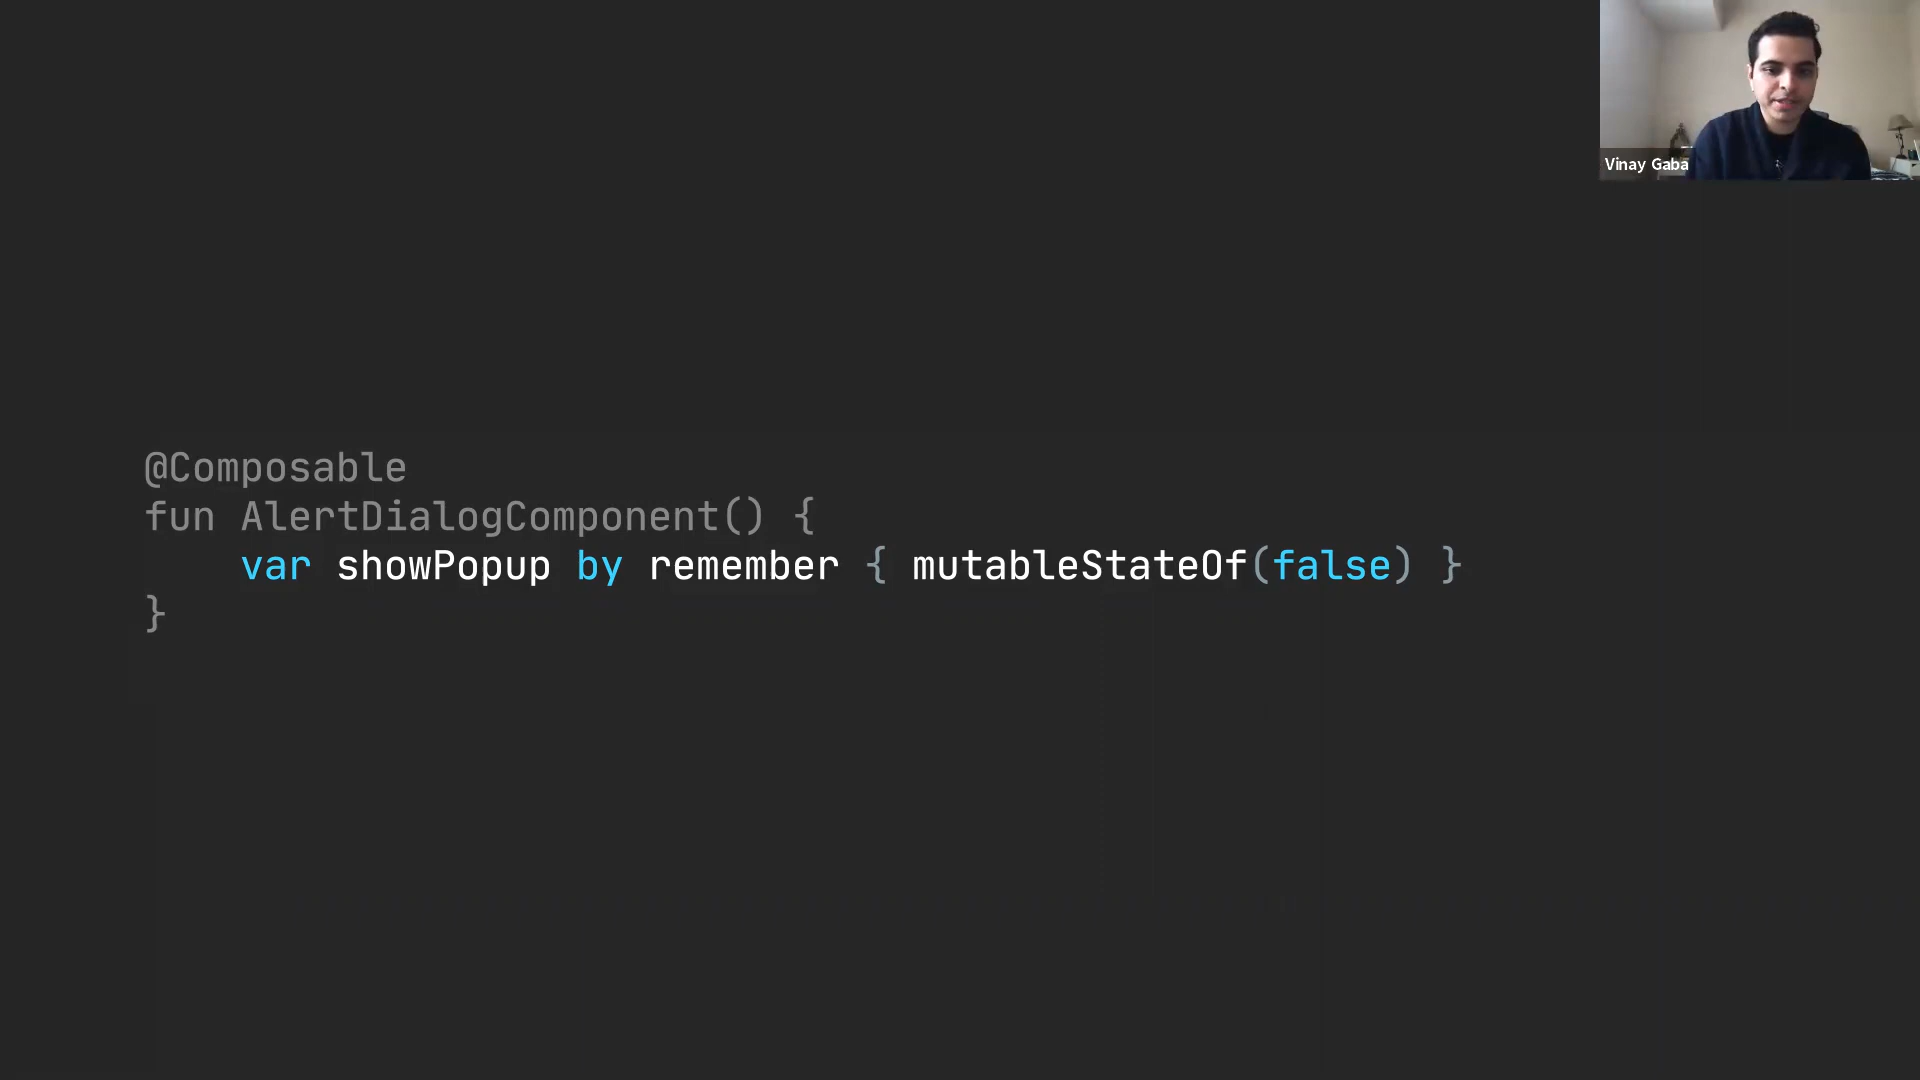 Vinay Gaba
@Composable
fun AlertDialogComponent() {
    var showPopup by remember { mutableStateOf(false) }
}